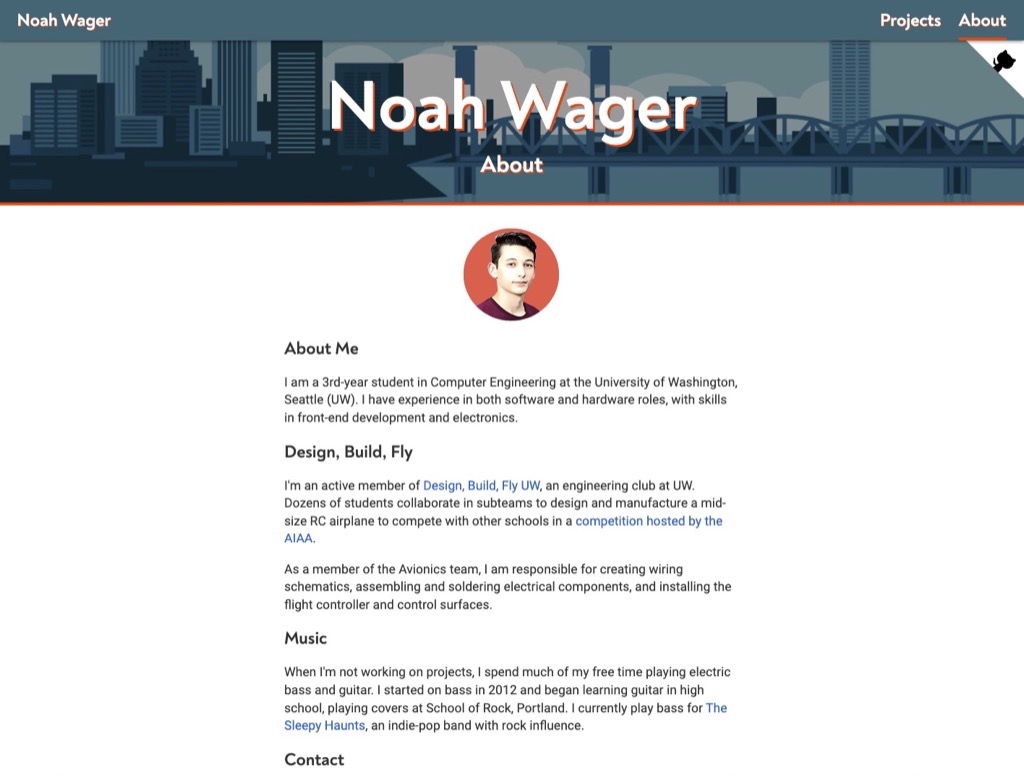 Noah Wager
Projects About
Noah Wager
About
About Me
I am a 3rd-year student in Computer Engineering at the University of Washington,
Seattle (UW). I have experience in both software and hardware roles, with skills
in front-end development and electronics.
Design, Build, Fly
I'm an active member of Design, Build, Fly UW, an engineering club at UW.
Dozens of students collaborate in subteams to design and manufacture a mid-
size RC airplane to compete with other schools in a competition hosted by the
AIAA.
As a member of the Avionics team, I am responsible for creating wiring
schematics, assembling and soldering electrical components, and installing the
flight controller and control surfaces.
Music
When I'm not working on projects, I spend much of my free time playing electric
bass and guitar. I started on bass in 2012 and began learning guitar in high
school, playing covers at School of Rock, Portland. I currently play bass for The
Sleepy Haunts, an indie-pop band with rock influence.
Contact